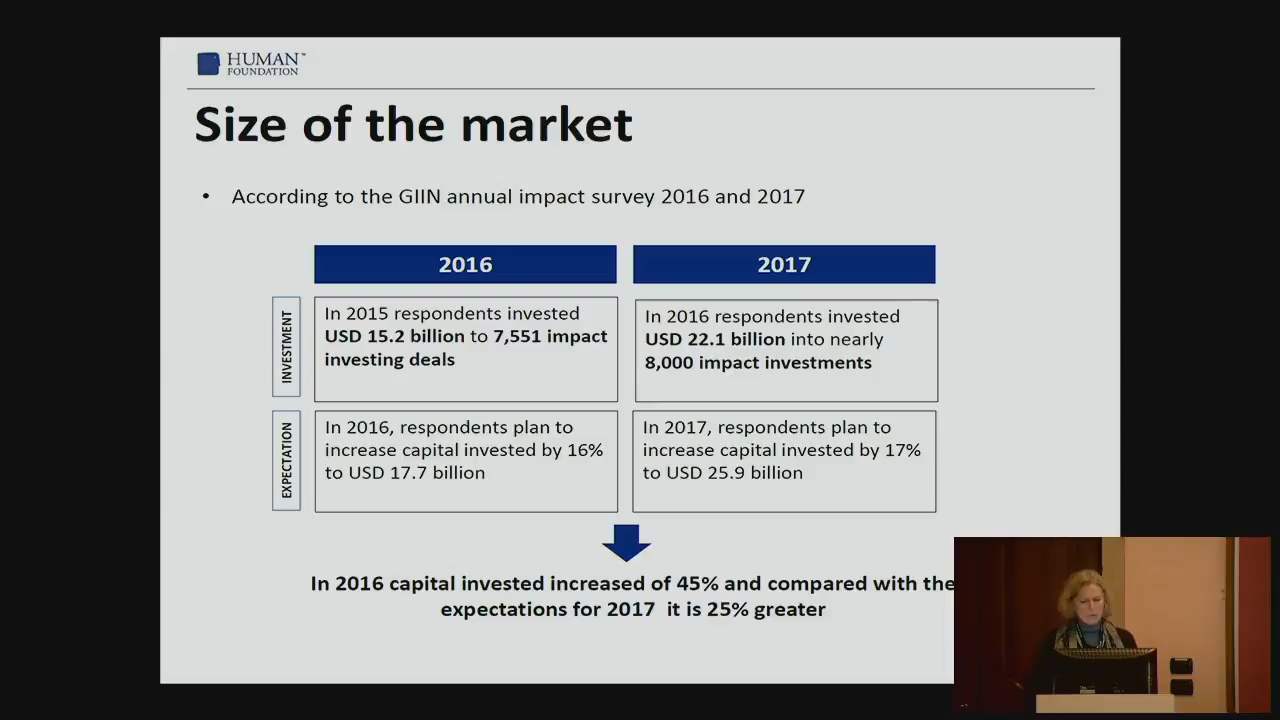 HUMAN™
FOUNDATION
Size of the market
• According to the GIIN annual impact survey 2016 and 2017
2016
2017
INVESTMENT
In 2015 respondents invested
USD 15.2 billion to 7,551 impact
investing deals
In 2016 respondents invested
USD 22.1 billion into nearly
8,000 impact investments
EXPECTATION
In 2016, respondents plan to
increase capital invested by 16%
to USD 17.7 billion
In 2017, respondents plan to
increase capital invested by 17%
to USD 25.9 billion
In 2016 capital invested increased of 45% and compared with the
expectations for 2017 it is 25% greater